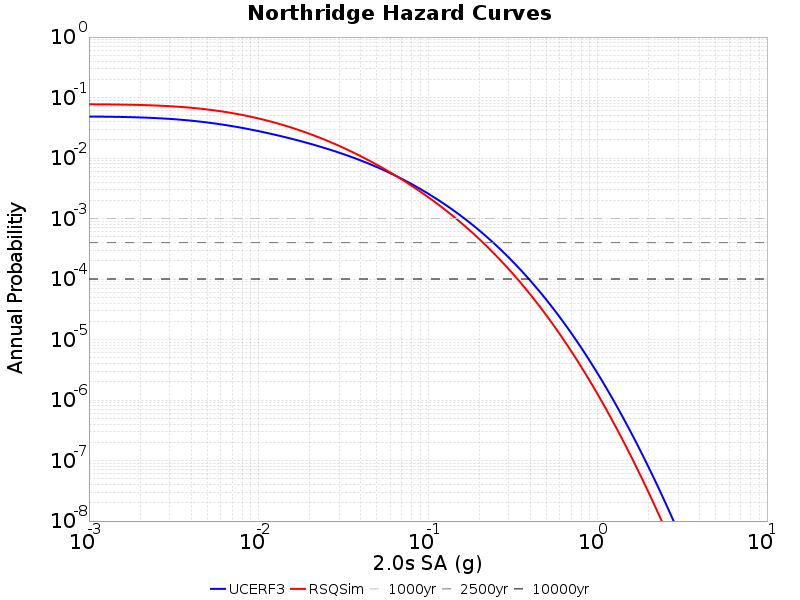 Northridge Hazard Curves
10^0
10^-1
10^-2
10^-3
10^-4
10^-5
10^-6
10^-7
10^-8
Annual Probabilitiy
10^-3 10^-2 10^-1 10^0 10^1
2.0s SA (g)
UCERF3 RSQSim 1000yr 2500yr 10000yr